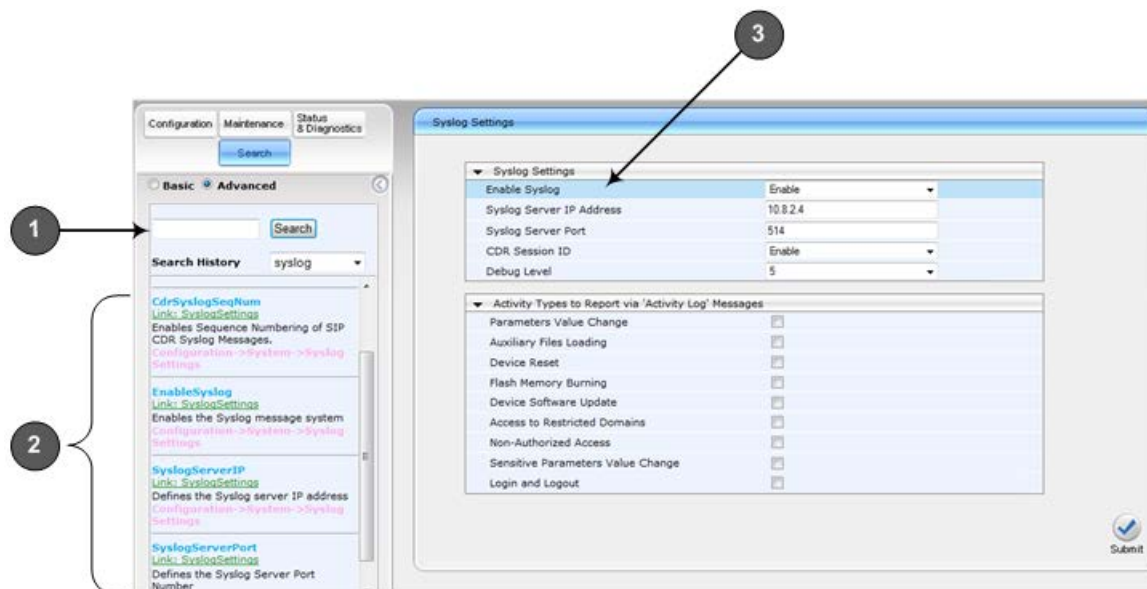 3
Configuration Maintenance Status & Diagnostics
Search
Basic Advanced
1
Search
Search History syslog
2
CdrSyslogSeqNum
Link: SyslogSettings
Enables Sequence Numbering of SIP
CDR Syslog Messages.
Configuration->System->Syslog
Settings
EnableSyslog
Link: SyslogSettings
Enables the Syslog message system
Configuration->System->Syslog
Settings
SyslogServerIP
Link: SyslogSettings
Defines the Syslog server IP address
Configuration->System->Syslog
Settings
SyslogServerPort
Link: SyslogSettings
Defines the Syslog Server Port
Number
Syslog Settings
Syslog Settings
Enable Syslog Enable
Syslog Server IP Address 10.8.2.4
Syslog Server Port 514
CDR Session ID Enable
Debug Level 5
Activity Types to Report via 'Activity Log' Messages
Parameters Value Change
Auxiliary Files Loading
Device Reset
Flash Memory Burning
Device Software Update
Access to Restricted Domains
Non-Authorized Access
Sensitive Parameters Value Change
Login and Logout
Submit